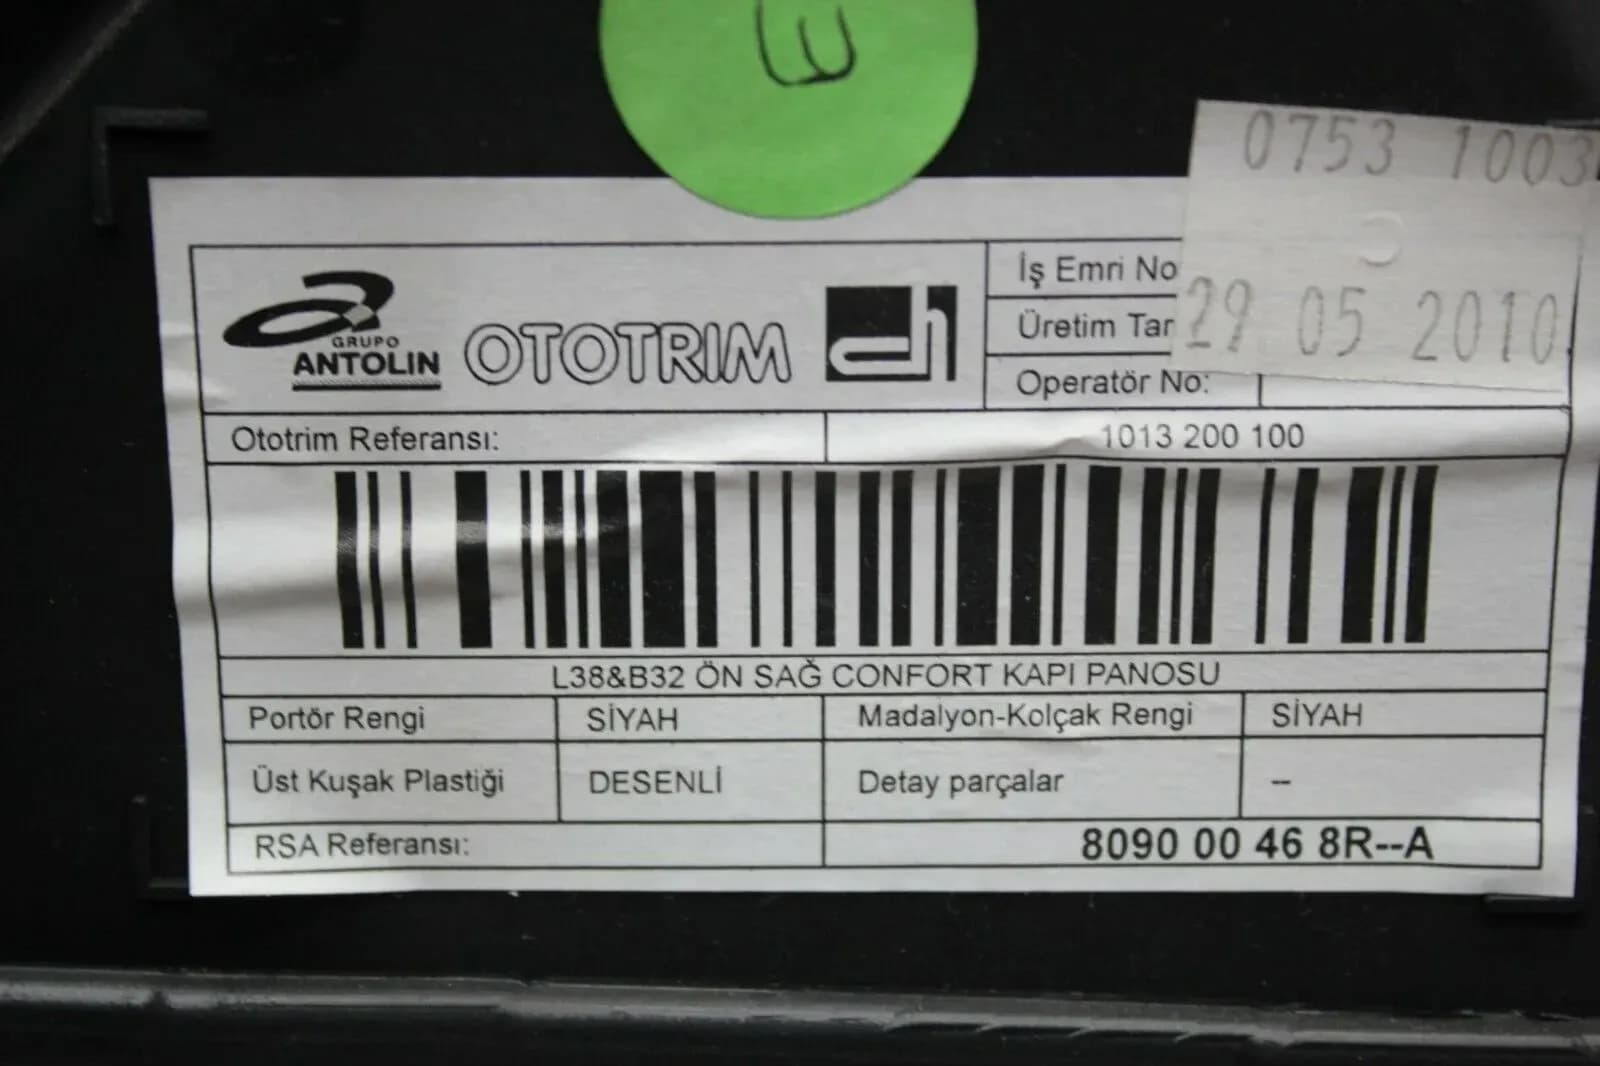 E
0753 1003
29 05 2010
GRUPO
ANTOLIN
OTOTRIM
İş Emri No
Üretim Tar
Operatör No:
Ototrim Referansı: 1013 200 100
L38&B32 ÖN SAĞ CONFORT KAPI PANOSU
Portör Rengi SİYAH Madalyon-Kolçak Rengi SİYAH
Üst Kuşak Plastiği DESENLİ Detay parçalar --
RSA Referansı: 8090 00 46 8R--A